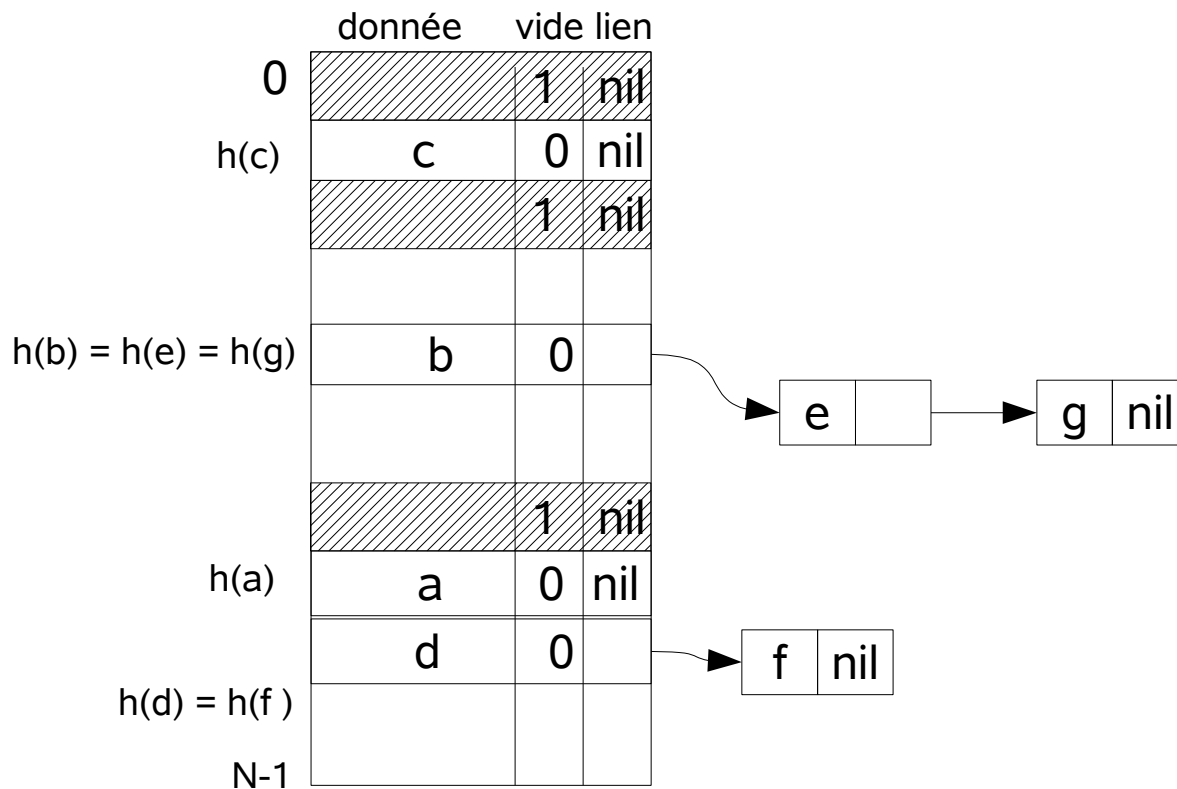 donnée vide lien
0 1 nil
h(c) c 0 nil
1 nil
h(b) = h(e) = h(g) b 0
e g nil
1 nil
h(a) a 0 nil
d 0 f nil
h(d) = h(f )
N-1